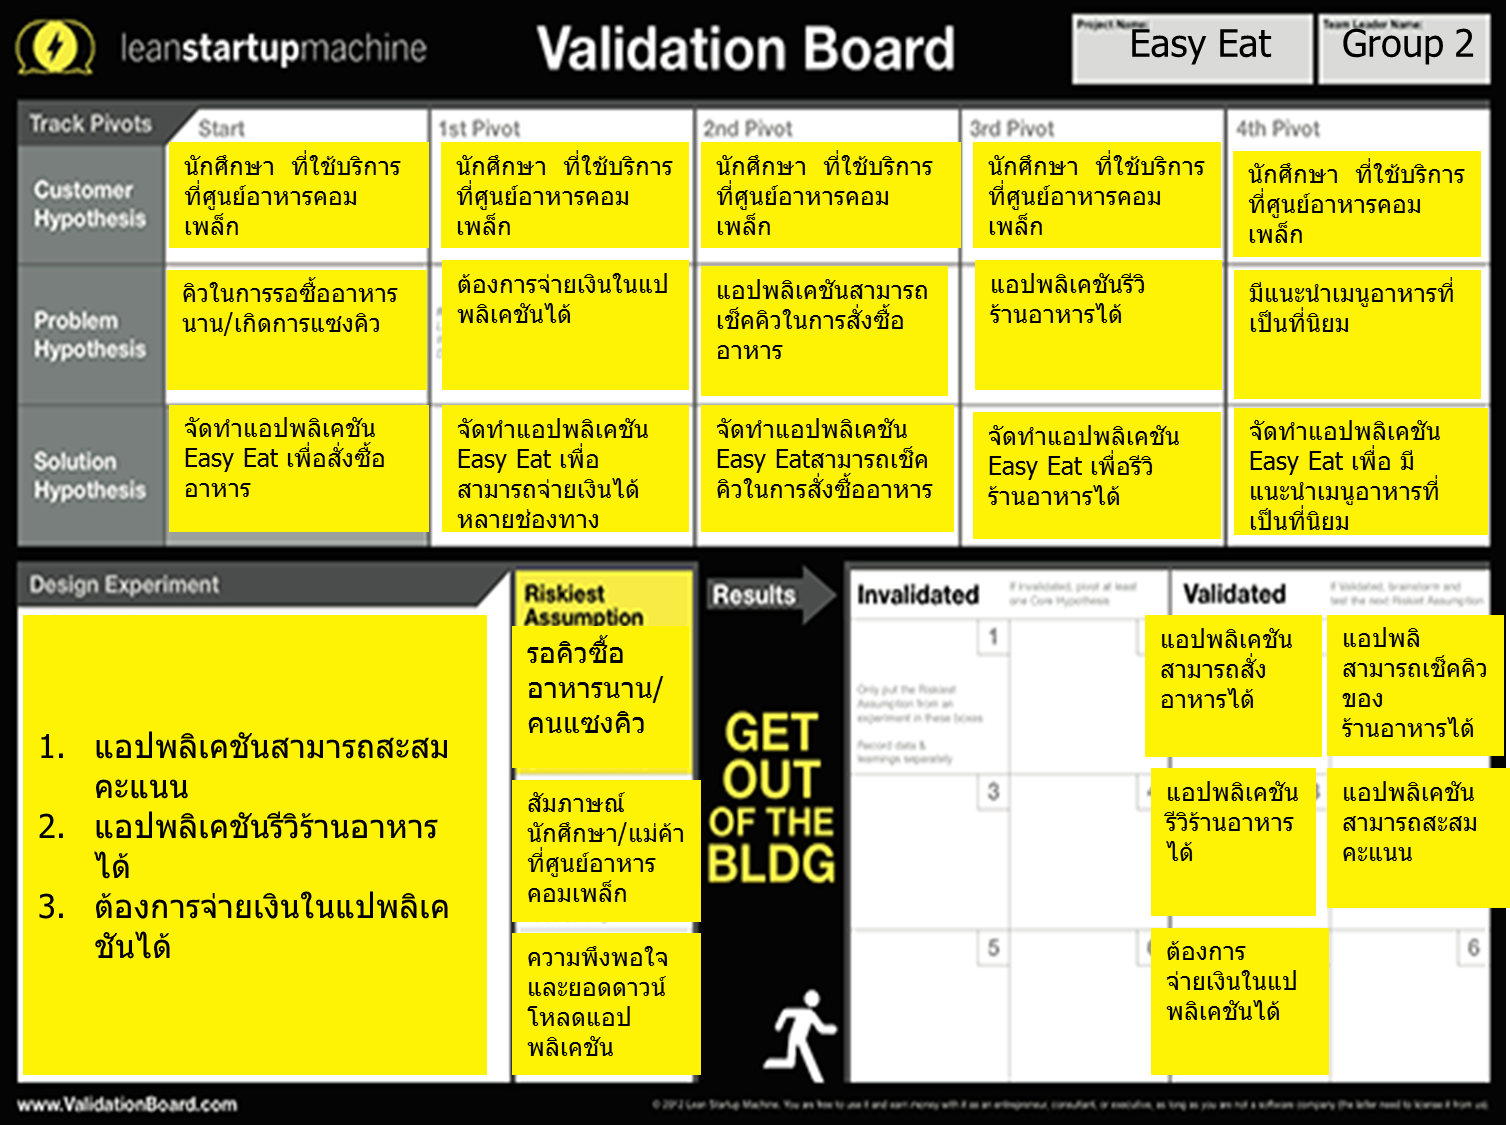 leanstartupmachine
Validation Board
Project Name:
Easy Eat
Team Leader Name:
Group 2
Track Pivots
Start
1st Pivot
2nd Pivot
3rd Pivot
4th Pivot
Customer
Hypothesis
นักศึกษา ที่ใช้บริการ
ที่ศูนย์อาหารคอม
เพล็ก
นักศึกษา ที่ใช้บริการ
ที่ศูนย์อาหารคอม
เพล็ก
นักศึกษา ที่ใช้บริการ
ที่ศูนย์อาหารคอม
เพล็ก
นักศึกษา ที่ใช้บริการ
ที่ศูนย์อาหารคอม
เพล็ก
นักศึกษา ที่ใช้บริการ
ที่ศูนย์อาหารคอม
เพล็ก
Problem
Hypothesis
คิวในการรอซื้ออาหาร
นาน/เกิดการแซงคิว
ต้องการจ่ายเงินในแป
พลิเคชันได้
แอปพลิเคชันสามารถ
เช็คคิวในการสั่งซื้อ
อาหาร
แอปพลิเคชันรีวิ
ร้านอาหารได้
มีแนะนำเมนูอาหารที่
เป็นที่นิยม
Solution
Hypothesis
จัดทำแอปพลิเคชัน
Easy Eat เพื่อสั่งซื้อ
อาหาร
จัดทำแอปพลิเคชัน
Easy Eat เพื่อ
สามารถจ่ายเงินได้
หลายช่องทาง
จัดทำแอปพลิเคชัน
Easy Eatสามารถเช็ค
คิวในการสั่งซื้ออาหาร
จัดทำแอปพลิเคชัน
Easy Eat เพื่อรีวิ
ร้านอาหารได้
จัดทำแอปพลิเคชัน
Easy Eat เพื่อ มี
แนะนำเมนูอาหารที่
เป็นที่นิยม
Design Experiment
1. แอปพลิเคชันสามารถสะสม
คะแนน
2. แอปพลิเคชันรีวิร้านอาหาร
ได้
3. ต้องการจ่ายเงินในแปพลิเค
ชันได้
Riskiest
Assumption
รอคิวซื้อ
อาหารนาน/
คนแซงคิว
สัมภาษณ์
นักศึกษา/แม่ค้า
ที่ศูนย์อาหาร
คอมเพล็ก
ความพึงพอใจ
และยอดดาวน์
โหลดแอป
พลิเคชัน
Results
GET
OUT
OF THE
BLDG
Invalidated
If Invalidated, pivot at least
one Core Hypothesis
Validated
If Validated, brainstorm and
test the next Riskiest Assumption
1
Only put the Riskiest
Assumption from an
experiment in these boxes
Record data &
learnings separately
3
5
6
แอปพลิเคชัน
สามารถสั่ง
อาหารได้
แอปพลิ
สามารถเช็คคิว
ของ
ร้านอาหารได้
แอปพลิเคชัน
รีวิร้านอาหาร
ได้
แอปพลิเคชัน
สามารถสะสม
คะแนน
ต้องการ
จ่ายเงินในแป
พลิเคชันได้
www.ValidationBoard.com
© 2012 Lean Startup Machine. You are free to use it and earn money with it as an entrepreneur, consultant, or executive, as long as you are not a software company (the latter need to license it from us).